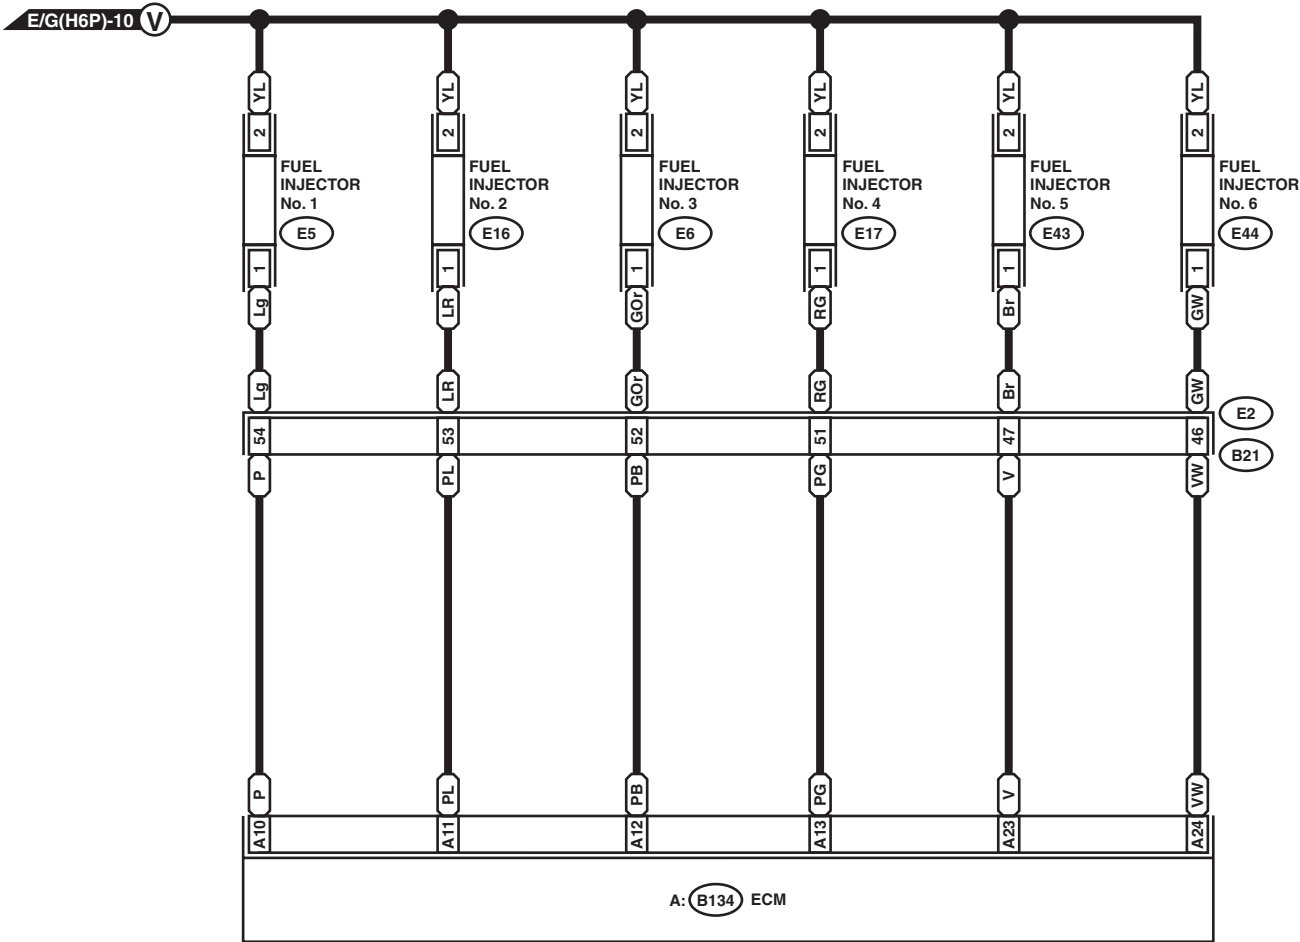 E/G(H6P)-10 V
YL YL YL YL YL YL
2 2 2 2 2 2
FUEL INJECTOR No. 1 E5
FUEL INJECTOR No. 2 E16
FUEL INJECTOR No. 3 E6
FUEL INJECTOR No. 4 E17
FUEL INJECTOR No. 5 E43
FUEL INJECTOR No. 6 E44
1 1 1 1 1 1
Lg LR GOr RG Br GW
Lg LR GOr RG Br GW
E2
54 53 52 51 47 46
B21
P PL PB PG V VW
P PL PB PG V VW
A10 A11 A12 A13 A23 A24
A: B134 ECM